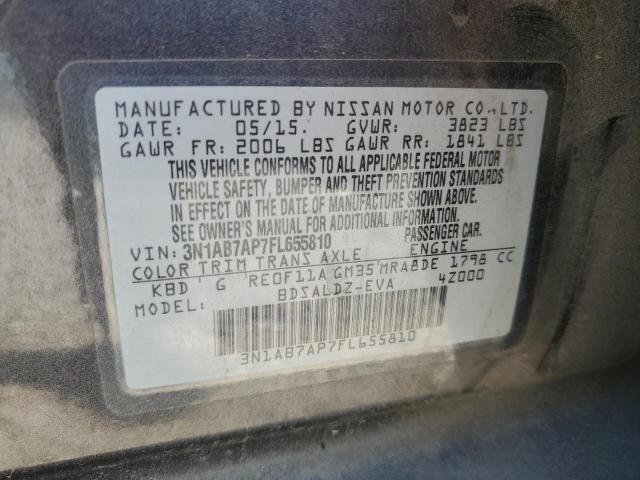 MANUFACTURED BY NISSAN MOTOR CO., LTD.
DATE: 05/15. GVWR: 3823 LBS
GAWR FR: 2006 LBS GAWR RR: 1841 LBS
THIS VEHICLE CONFORMS TO ALL APPLICABLE FEDERAL MOTOR
VEHICLE SAFETY, BUMPER AND THEFT PREVENTION STANDARDS
IN EFFECT ON THE DATE OF MANUFACTURE SHOWN ABOVE.
SEE OWNER'S MANUAL FOR ADDITIONAL INFORMATION.
VIN: 3N1AB7AP7FL655810 PASSENGER CAR.
COLOR TRIM TRANS AXLE ENGINE
KBD G RE0F11A GM35 MRA8DE 1798 CC
MODEL: BDSALDZ-EVA 4Z000
3N1AB7AP7FL655810